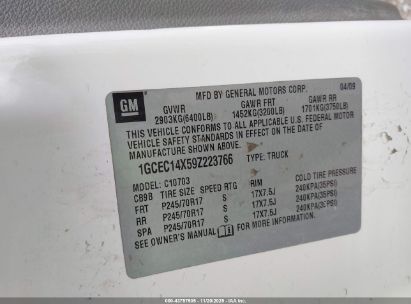 GM
MFD BY GENERAL MOTORS CORP. 04/09
GVWR GAWR FRT GAWR RR
2903KG(6400LB) 1452KG(3200LB) 1701KG(3750LB)
THIS VEHICLE CONFORMS TO ALL APPLICABLE U.S. FEDERAL MOTOR
VEHICLE SAFETY STANDARDS IN EFFECT ON THE DATE OF
MANUFACTURE SHOWN ABOVE.
1GCEC14X59Z223766 TYPE: TRUCK
MODEL: C10703
TIRE SIZE SPEED RTG RIM COLD TIRE PRESSURE
FRT P245/70R17 S 17X7.5J 240KPA(35PSI)
RR P245/70R17 S 17X7.5J 240KPA(35PSI)
SPA P245/70R17 S 17X7.5J 240KPA(35PSI)
SEE OWNER'S MANUAL FOR MORE INFORMATION.